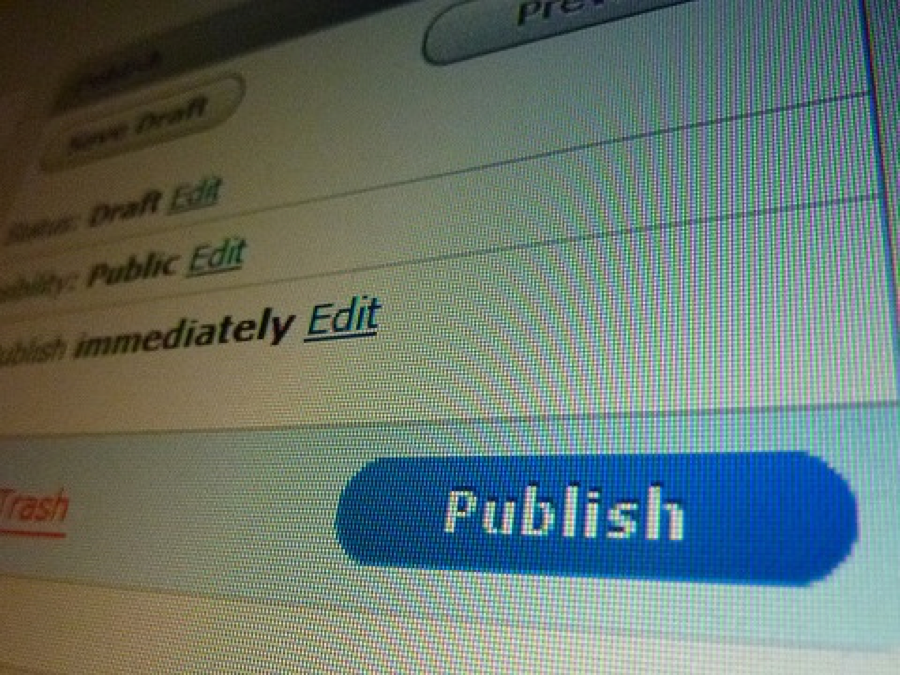 Publish
Prev
Save Draft
Status: Draft Edit
sibility: Public Edit
ublish immediately Edit
Trash
Publish